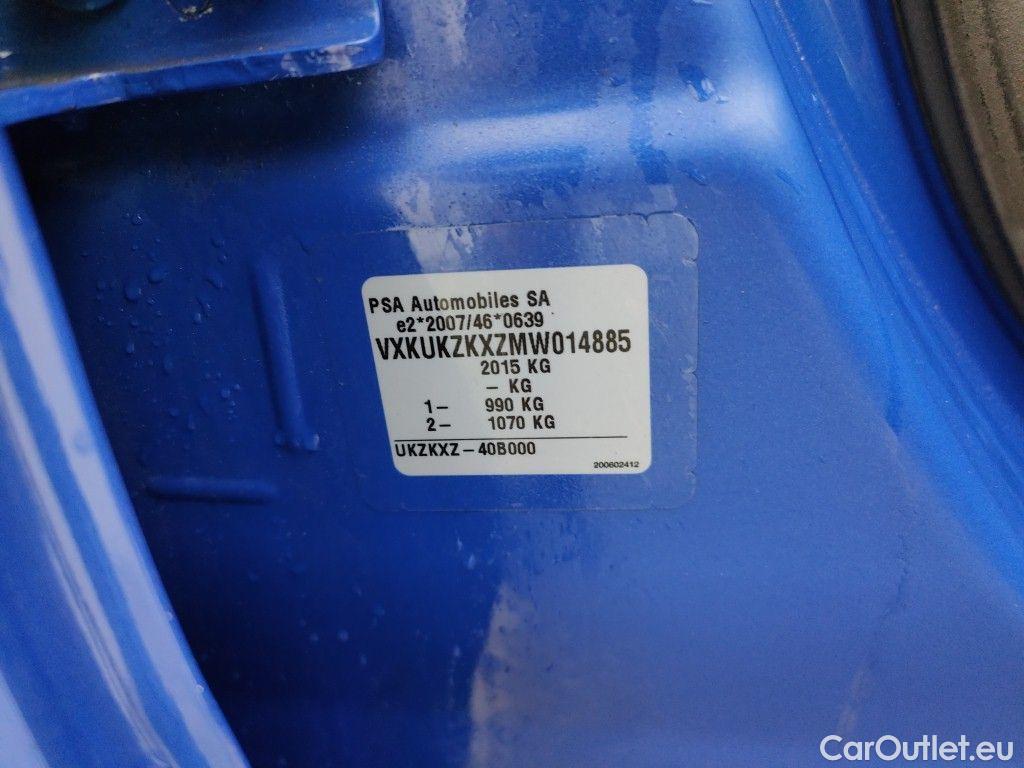 PSA Automobiles SA
e2*2007/46*0639
VXKUKZKXZMW014885
2015 KG
– KG
1– 990 KG
2– 1070 KG
UKZKXZ–40B000
200602412
CarOutlet.eu